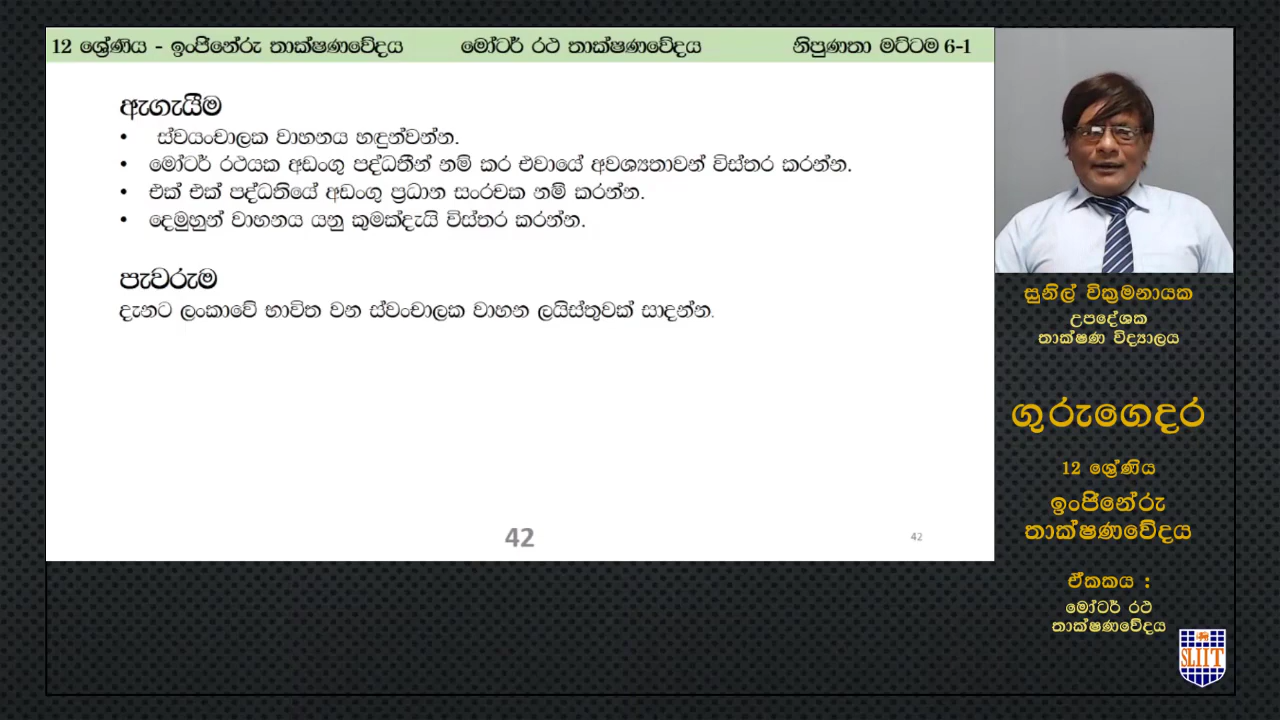 12 ශ්‍රේණිය - ඉංජිනේරු තාක්ෂණවේදය මෝටර් රථ තාක්ෂණවේදය නිපුණතා මට්ටම 6-1
ඇගැයීම
• ස්වයංචාලක වාහනය හඳුන්වන්න.
• මෝටර් රථයක අඩංගු පද්ධතීන් නම් කර එවායේ අවශ්‍යතාවන් විස්තර කරන්න.
• එක් එක් පද්ධතියේ අඩංගු ප්‍රධාන සංරචක නම් කරන්න.
• දෙමුහුන් වාහනය යනු කුමක්දැයි විස්තර කරන්න.
පැවරුම
දැනට ලංකාවේ භාවිත වන ස්වංචාලක වාහන ලයිස්තුවක් සාදන්න.
42
42
සුනිල් වික්‍රමනායක
උපදේශක
තාක්ෂණ විද්‍යාලය
ගුරුගෙදර
12 ශ්‍රේණිය
ඉංජිනේරු
තාක්ෂණවේදය
ඒකකය :
මෝටර් රථ
තාක්ෂණවේදය
SLIIT